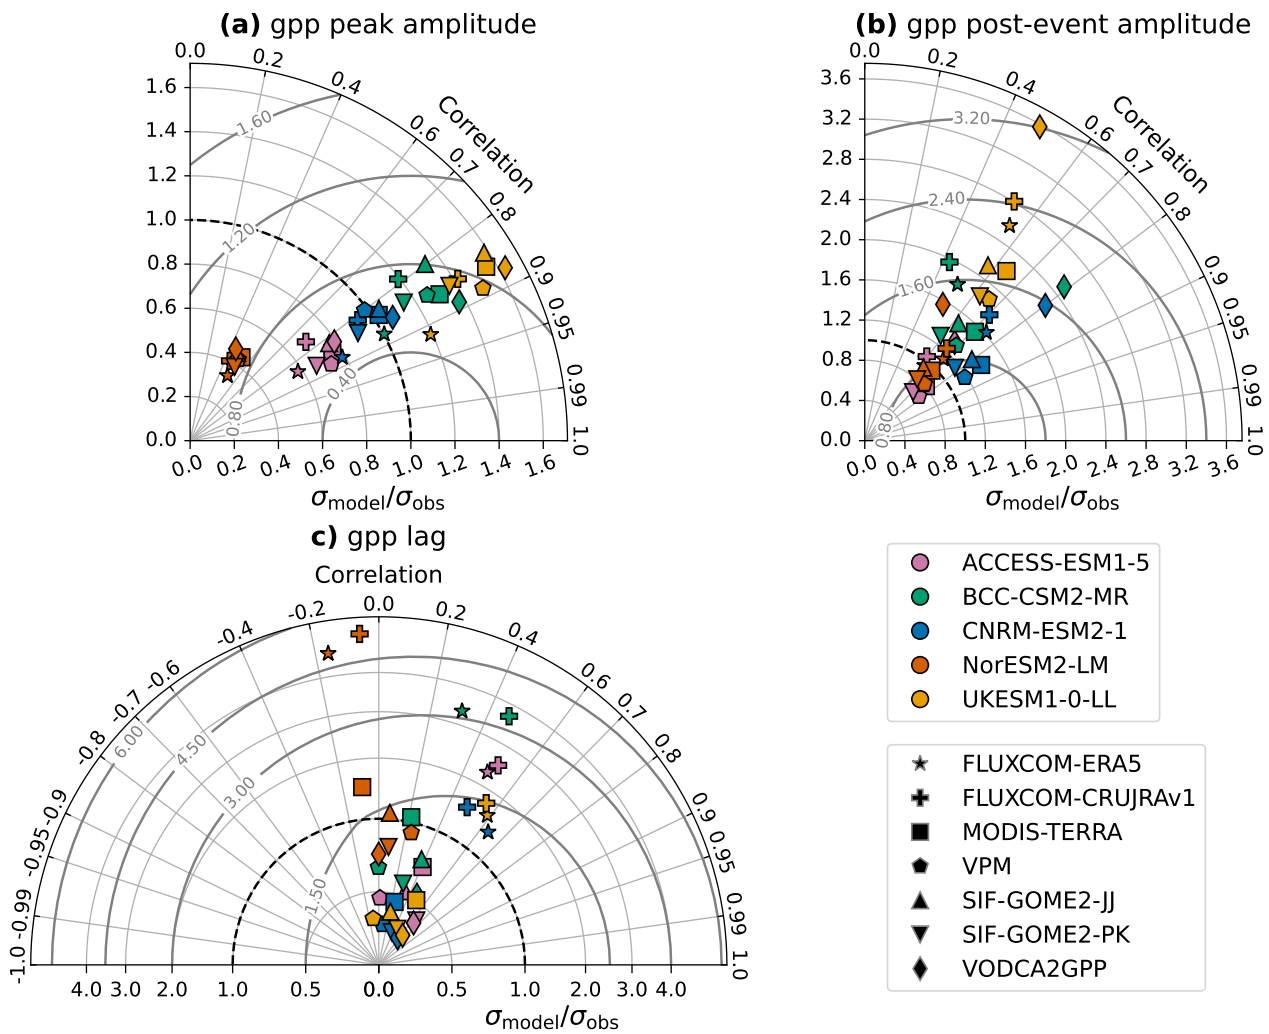 (a) gpp peak amplitude
0.0
0.2
0.4
0.6
0.7
0.8
0.9
0.95
0.99
1.0
Correlation
1.6
1.4
1.2
1.0
0.8
0.6
0.4
0.2
0.0
1.60
1.20
0.80
0.40
0.0 0.2 0.4 0.6 0.8 1.0 1.2 1.4 1.6
σmodel/σobs
(b) gpp post-event amplitude
0.0
0.2
0.4
0.6
0.7
0.8
0.9
0.95
0.99
1.0
Correlation
3.6
3.2
2.8
2.4
2.0
1.6
1.2
0.8
0.4
0.0
3.20
2.40
1.60
0.80
0.0 0.4 0.8 1.2 1.6 2.0 2.4 2.8 3.2 3.6
σmodel/σobs
c) gpp lag
Correlation
-1.0 -0.99 -0.95 -0.9 -0.8 -0.7 -0.6 -0.4 -0.2 0.0 0.2 0.4 0.6 0.7 0.8 0.9 0.95 0.99 1.0
6.00
4.50
3.00
1.50
4.0 3.0 2.0 1.0 0.5 0.0 0.5 1.0 2.0 3.0 4.0
σmodel/σobs
ACCESS-ESM1-5
BCC-CSM2-MR
CNRM-ESM2-1
NorESM2-LM
UKESM1-0-LL
FLUXCOM-ERA5
FLUXCOM-CRUJRAv1
MODIS-TERRA
VPM
SIF-GOME2-JJ
SIF-GOME2-PK
VODCA2GPP